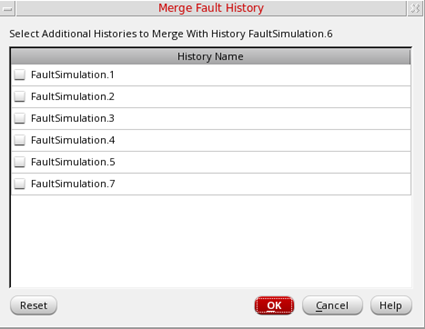 Merge Fault History
Select Additional Histories to Merge With History FaultSimulation.6
History Name
FaultSimulation.1
FaultSimulation.2
FaultSimulation.3
FaultSimulation.4
FaultSimulation.5
FaultSimulation.7
Reset OK Cancel Help